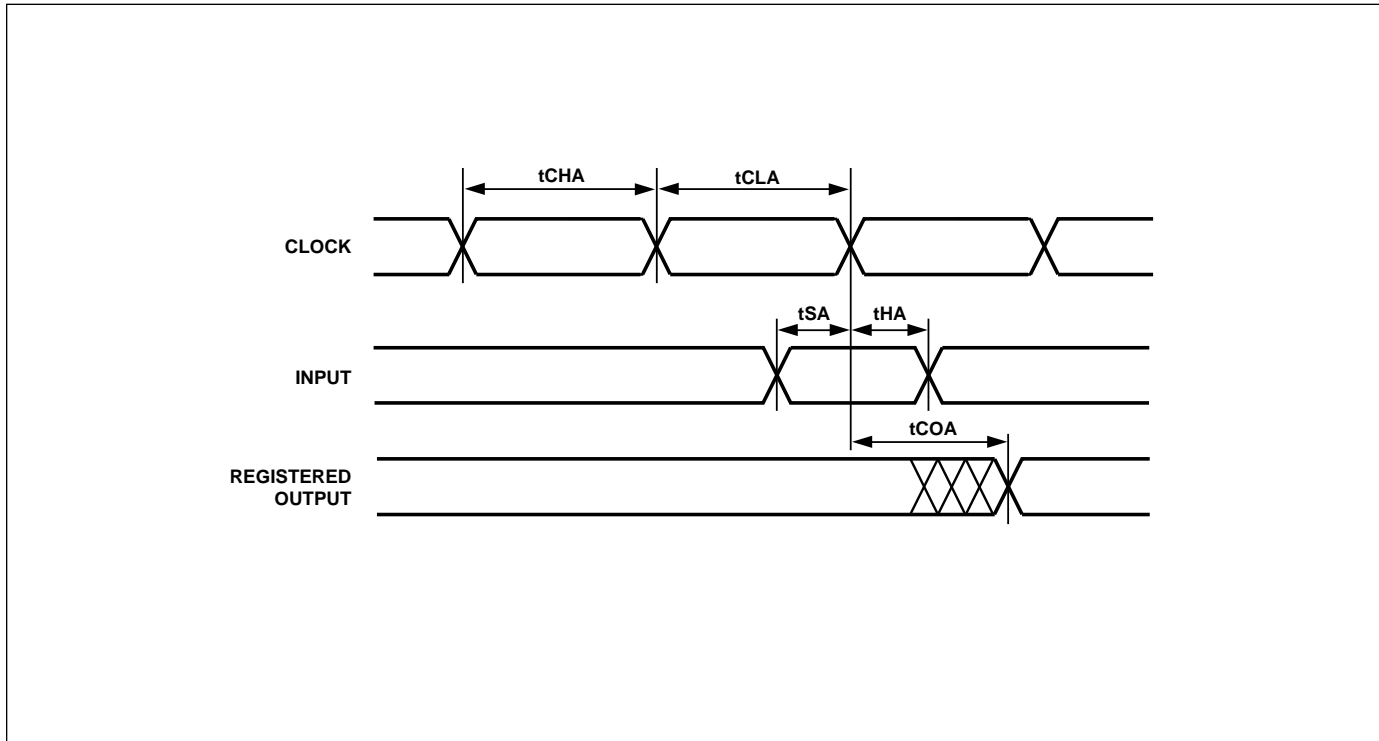 tCHA
tCLA
CLOCK
tSA
tHA
INPUT
tCOA
REGISTERED
OUTPUT